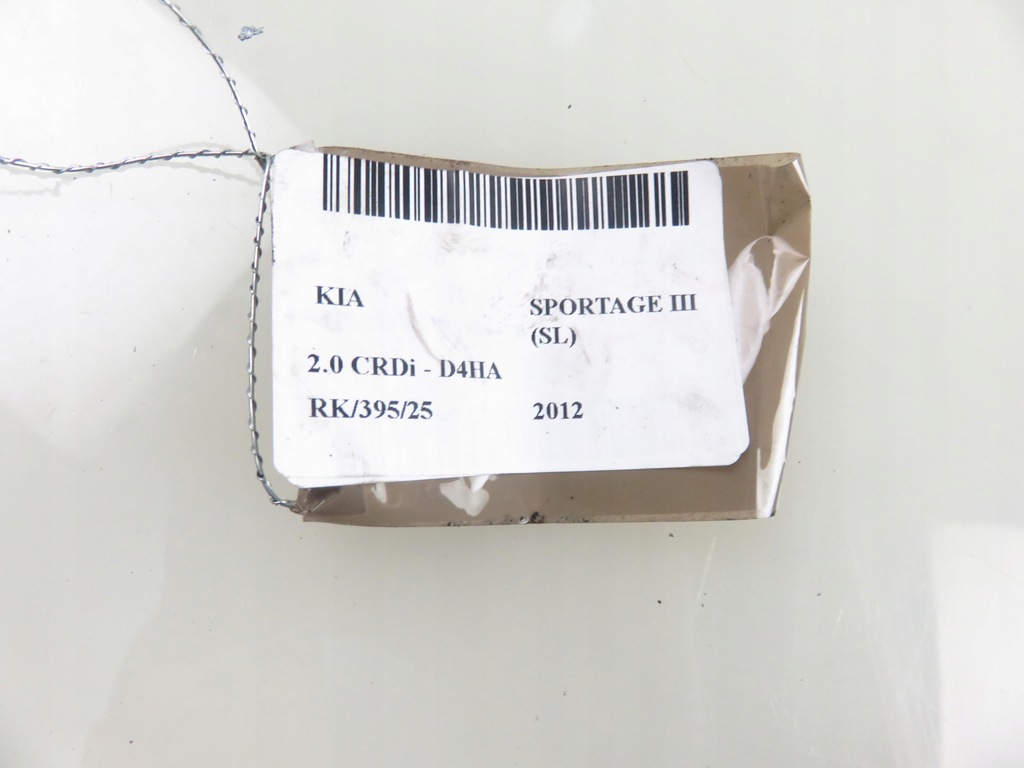 KIA SPORTAGE III
(SL)
2.0 CRDi - D4HA
RK/395/25 2012